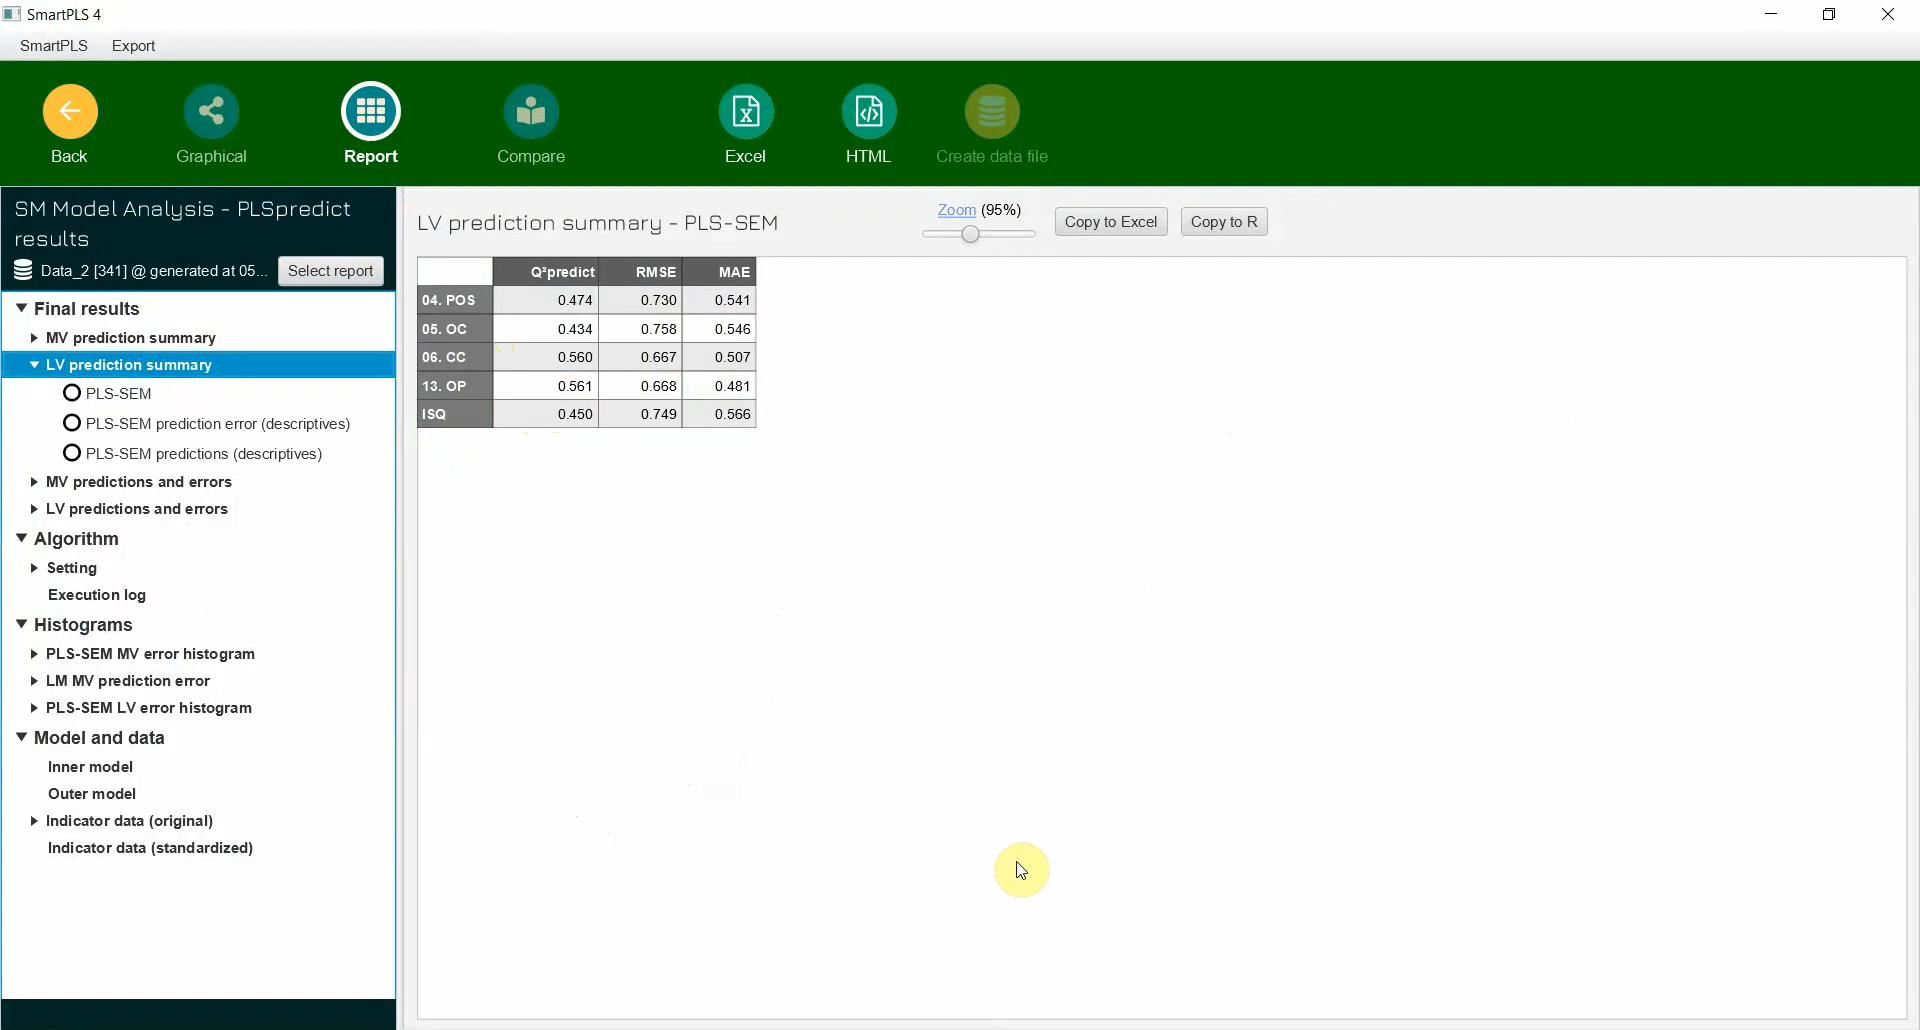 SmartPLS 4
SmartPLS Export
Back
Graphical
Report
Compare
Excel
HTML
Create data file
SM Model Analysis - PLSpredict
results
Data_2 [341] @ generated at 05... Select report
Final results
MV prediction summary
LV prediction summary
PLS-SEM
PLS-SEM prediction error (descriptives)
PLS-SEM predictions (descriptives)
MV predictions and errors
LV predictions and errors
Algorithm
Setting
Execution log
Histograms
PLS-SEM MV error histogram
LM MV prediction error
PLS-SEM LV error histogram
Model and data
Inner model
Outer model
Indicator data (original)
Indicator data (standardized)
LV prediction summary - PLS-SEM
Zoom (95%)
Copy to Excel
Copy to R
Q²predict RMSE MAE
04. POS 0.474 0.730 0.541
05. OC 0.434 0.758 0.546
06. CC 0.560 0.667 0.507
13. OP 0.561 0.668 0.481
ISQ 0.450 0.749 0.566